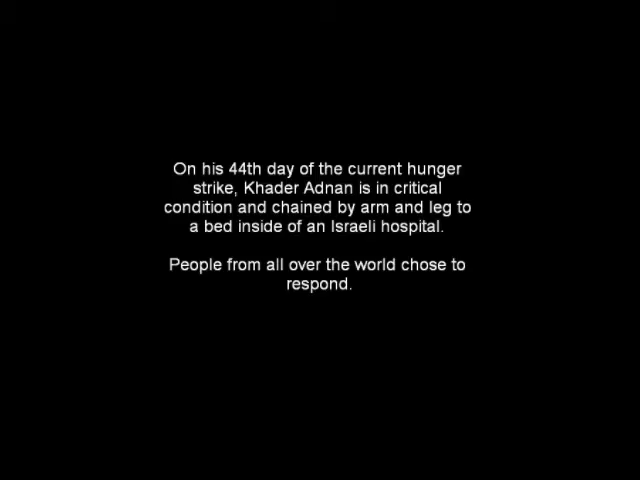 On his 44th day of the current hunger
strike, Khader Adnan is in critical
condition and chained by arm and leg to
a bed inside of an Israeli hospital.
People from all over the world chose to
respond.